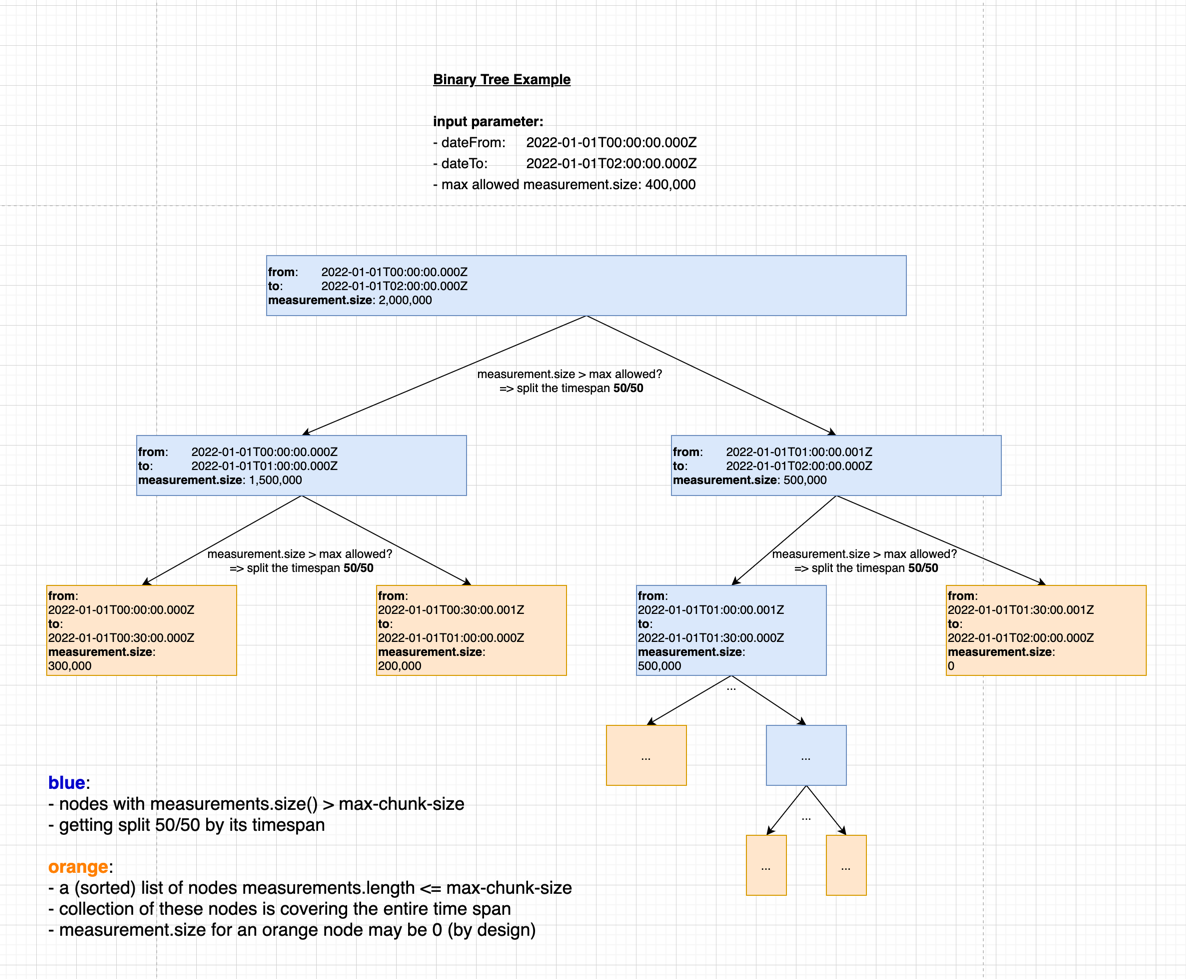 Binary Tree Example
input parameter:
- dateFrom: 2022-01-01T00:00:00.000Z
- dateTo: 2022-01-01T02:00:00.000Z
- max allowed measurement.size: 400,000
from: 2022-01-01T00:00:00.000Z
to: 2022-01-01T02:00:00.000Z
measurement.size: 2,000,000
measurement.size > max allowed?
=> split the timespan 50/50
from: 2022-01-01T00:00:00.000Z
to: 2022-01-01T01:00:00.000Z
measurement.size: 1,500,000
from: 2022-01-01T01:00:00.001Z
to: 2022-01-01T02:00:00.000Z
measurement.size: 500,000
measurement.size > max allowed?
=> split the timespan 50/50
measurement.size > max allowed?
=> split the timespan 50/50
from:
2022-01-01T00:00:00.000Z
to:
2022-01-01T00:30:00.000Z
measurement.size:
300,000
from:
2022-01-01T00:30:00.001Z
to:
2022-01-01T01:00:00.000Z
measurement.size:
200,000
from:
2022-01-01T01:00:00.001Z
to:
2022-01-01T01:30:00.000Z
measurement.size:
500,000
from:
2022-01-01T01:30:00.001Z
to:
2022-01-01T02:00:00.000Z
measurement.size:
0
...
...
...
...
...
...
blue:
- nodes with measurements.size() > max-chunk-size
- getting split 50/50 by its timespan
orange:
- a (sorted) list of nodes measurements.length <= max-chunk-size
- collection of these nodes is covering the entire time span
- measurement.size for an orange node may be 0 (by design)